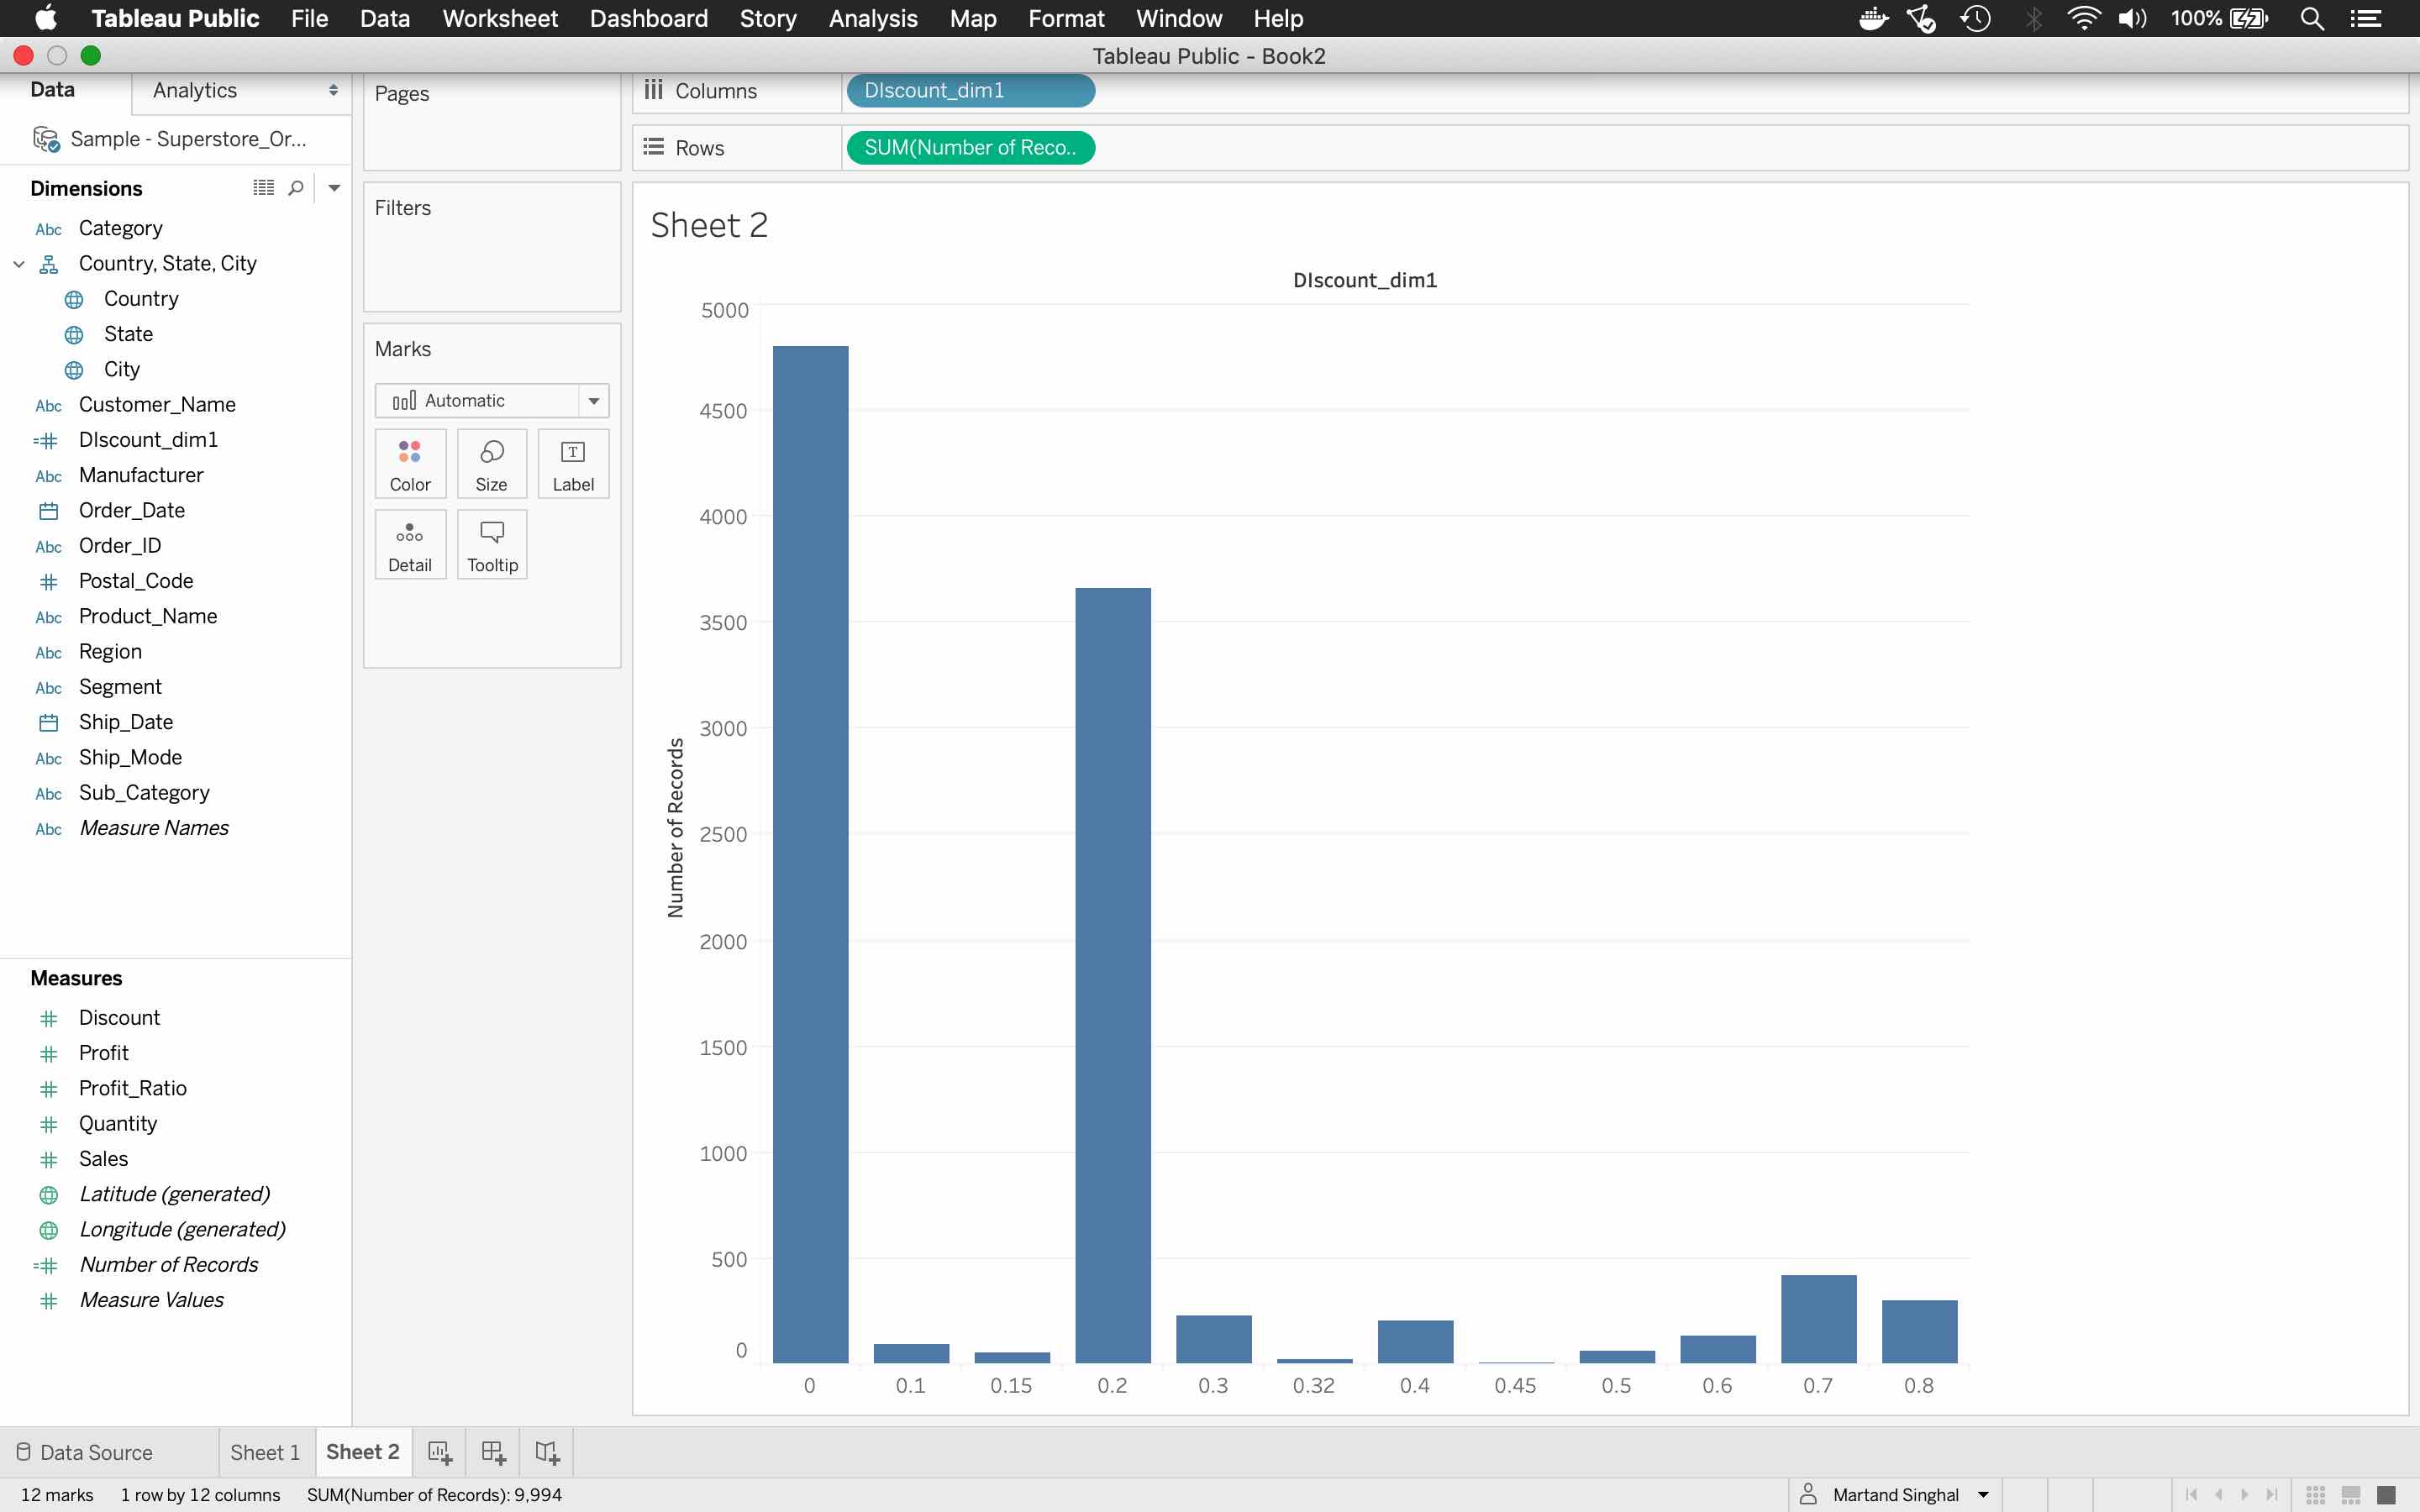 Tableau Public File Data Worksheet Dashboard Story Analysis Map Format Window Help 100%
Tableau Public - Book2
Data Analytics
Sample - Superstore_Or...
Dimensions
Abc Category
Country, State, City
Country
State
City
Abc Customer_Name
=# DIscount_dim1
Abc Manufacturer
Order_Date
Abc Order_ID
# Postal_Code
Abc Product_Name
Abc Region
Abc Segment
Ship_Date
Abc Ship_Mode
Abc Sub_Category
Abc Measure Names
Measures
# Discount
# Profit
# Profit_Ratio
# Quantity
# Sales
Latitude (generated)
Longitude (generated)
=# Number of Records
# Measure Values
Pages
Filters
Marks
Automatic
Color Size T Label
Detail Tooltip
Columns DIscount_dim1
Rows SUM(Number of Reco..
Sheet 2
DIscount_dim1
Number of Records
5000
4500
4000
3500
3000
2500
2000
1500
1000
500
0
0 0.1 0.15 0.2 0.3 0.32 0.4 0.45 0.5 0.6 0.7 0.8
Data Source Sheet 1 Sheet 2
12 marks 1 row by 12 columns SUM(Number of Records): 9,994 Martand Singhal